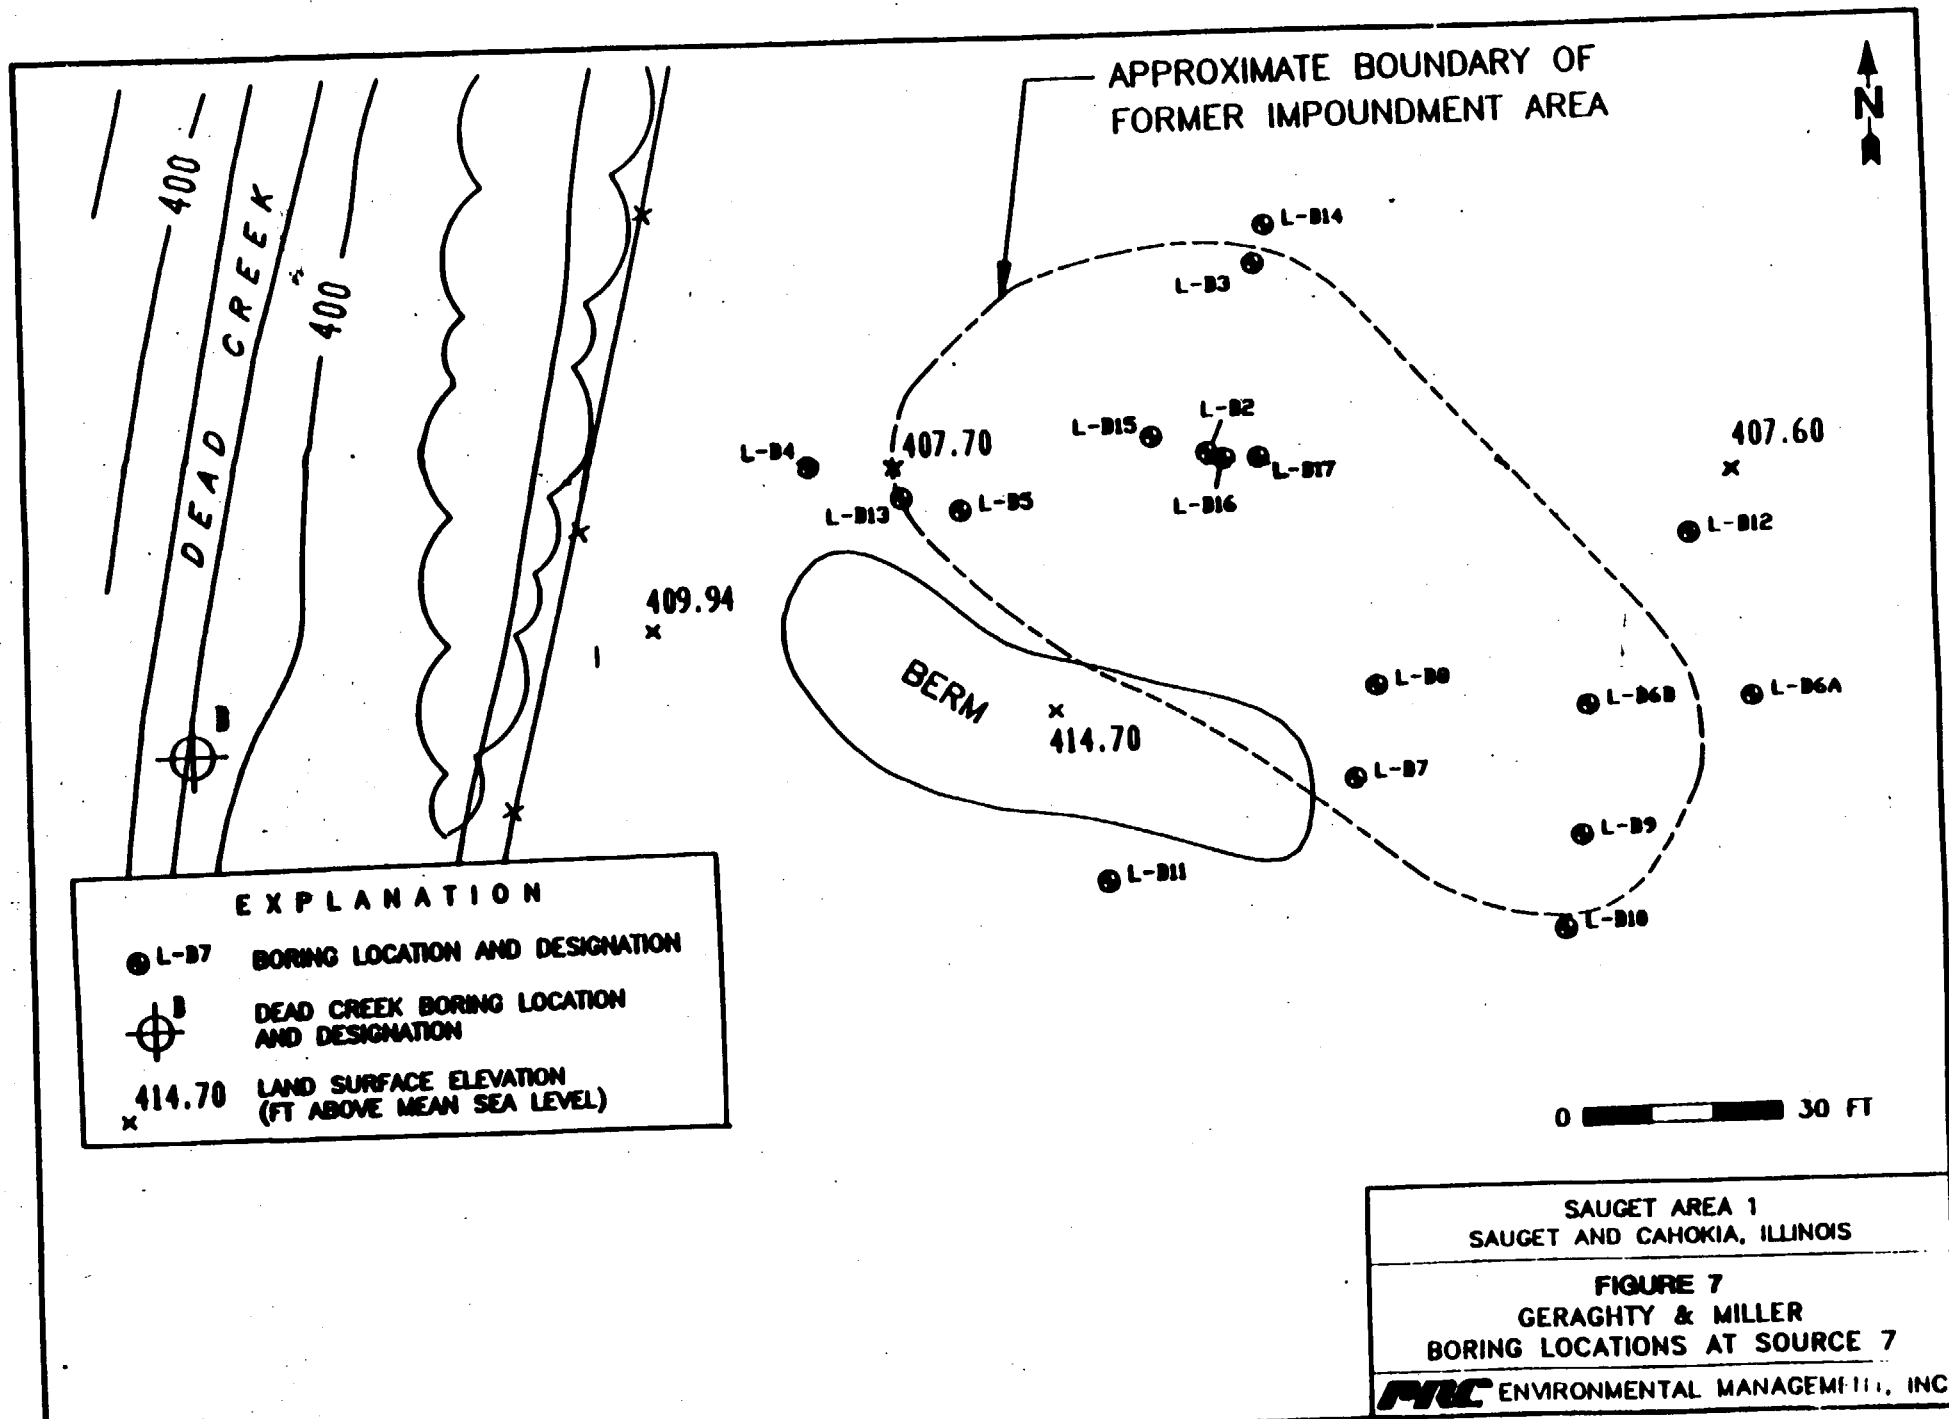 APPROXIMATE BOUNDARY OF
FORMER IMPOUNDMENT AREA
N
400
DEAD CREEK
400
L-B14
L-B3
L-B2
L-B15
L-B17
L-B16
L-B4
407.70
L-B13
L-B5
407.60
L-B12
409.94
BERM
414.70
L-B8
L-B6B
L-B6A
L-B7
L-B9
L-B11
L-B10
B
EXPLANATION
L-B7 BORING LOCATION AND DESIGNATION
B DEAD CREEK BORING LOCATION
AND DESIGNATION
414.70 LAND SURFACE ELEVATION
(FT ABOVE MEAN SEA LEVEL)
0 30 FT
SAUGET AREA 1
SAUGET AND CAHOKIA, ILLINOIS
FIGURE 7
GERAGHTY & MILLER
BORING LOCATIONS AT SOURCE 7
PRC ENVIRONMENTAL MANAGEMENT, INC